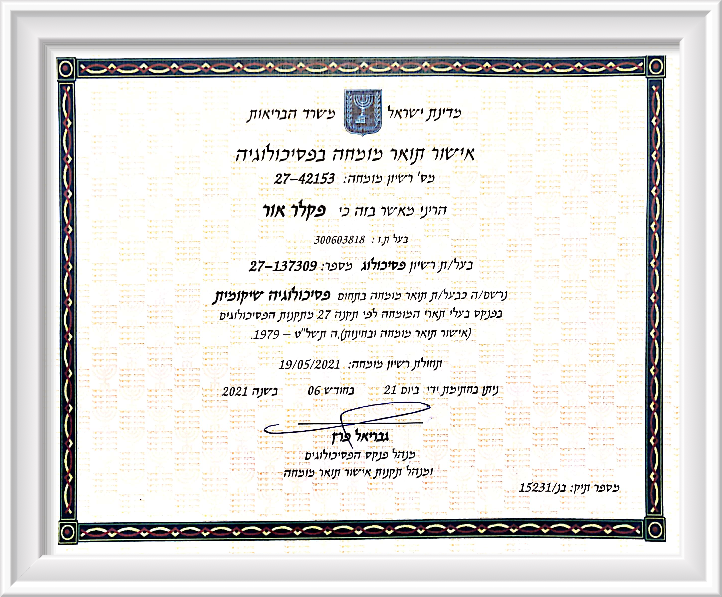 מדינת ישראל משרד הבריאות
אישור תואר מומחה בפסיכולוגיה
מס' רשיון מומחה: 27-42153
הריני מאשר בזה כי פקלר אור
בעל ת.ז : 300603818
בעל/ת רשיון פסיכולוג מספר: 27-137309
נרשם/ה כבעל/ת תואר מומחה בתחום פסיכולוגיה שיקומית
בפנקס בעלי תארי המומחה לפי תקנה 27 מתקנות הפסיכולוגים
(אישור תואר מומחה ובחינות),ה תשל"ט – 1979.
תחולת רשיון מומחה: 19/05/2021
ניתן בחתימת ידי ביום 21 בחודש 06 בשנה 2021
גבריאל פרץ
מנהל פנקס הפסיכולוגים
ומנהל תקנות אישור תואר מומחה
מספר תיק: בנ/15231